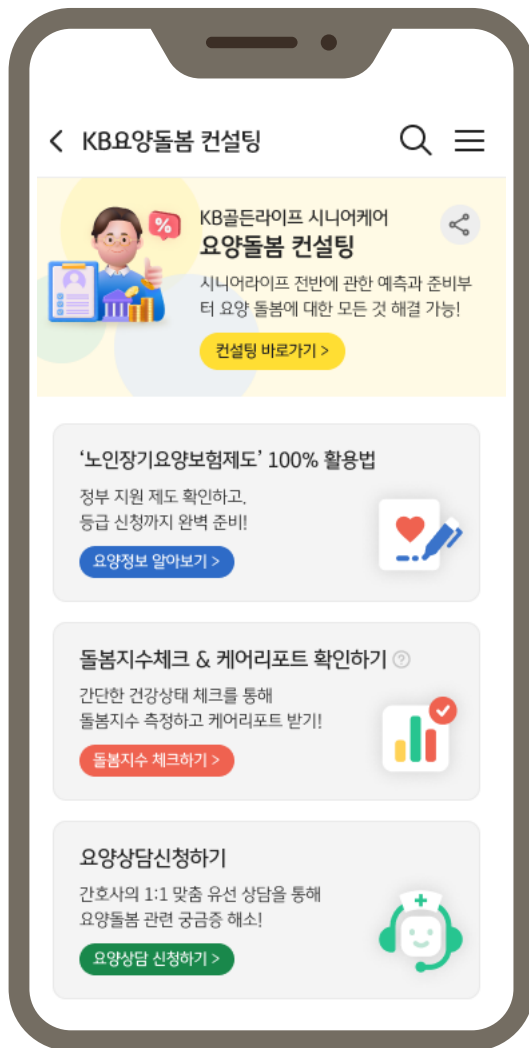 KB요양돌봄 컨설팅
%
KB골든라이프 시니어케어
요양돌봄 컨설팅
시니어라이프 전반에 관한 예측과 준비부
터 요양 돌봄에 대한 모든 것 해결 가능!
컨설팅 바로가기 >
‘노인장기요양보험제도’ 100% 활용법
정부 지원 제도 확인하고,
등급 신청까지 완벽 준비!
요양정보 알아보기 >
돌봄지수체크 & 케어리포트 확인하기 ?
간단한 건강상태 체크를 통해
돌봄지수 측정하고 케어리포트 받기!
돌봄지수 체크하기 >
요양상담신청하기
간호사의 1:1 맞춤 유선 상담을 통해
요양돌봄 관련 궁금증 해소!
요양상담 신청하기 >